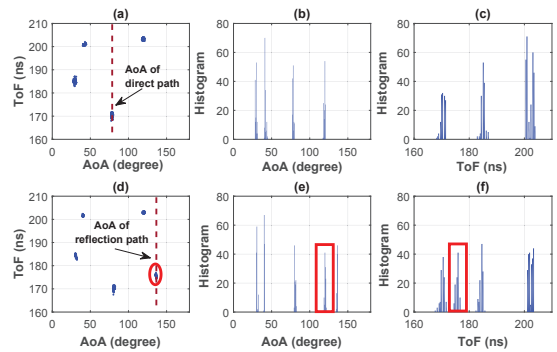 (a)
(b)
(c)
210
200
190
180
170
160
ToF (ns)
AoA of
direct path
0
50
100
150
AoA (degree)
80
60
40
20
0
Histogram
0
50
100
150
AoA (degree)
80
60
40
20
0
Histogram
160
180
200
ToF (ns)
(d)
(e)
(f)
210
200
190
180
170
160
ToF (ns)
AoA of
reflection path
0
50
100
150
AoA (degree)
80
60
40
20
0
Histogram
0
50
100
150
AoA (degree)
80
60
40
20
0
Histogram
160
180
200
ToF (ns)